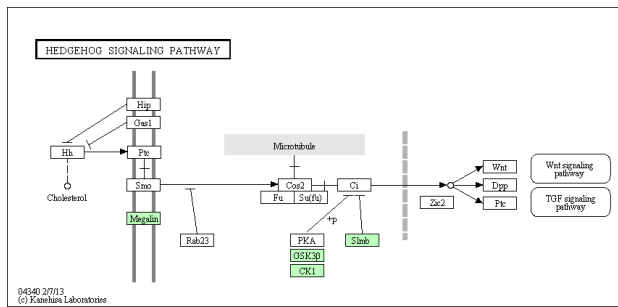 HEDGEHOG SIGNALING PATHWAY
Hip
Gas1
Hh
Ptc
Cholesterol
Smo
Megalin
Rab23
Microtubule
Cos2
Fu
Su(fu)
Ci
+p
PKA
GSK3β
CK1
Slmb
Zic2
Wnt
Dpp
Ptc
Wnt signaling
pathway
TGF signaling
pathway
04340 2/7/13
(c) Kanehisa Laboratories